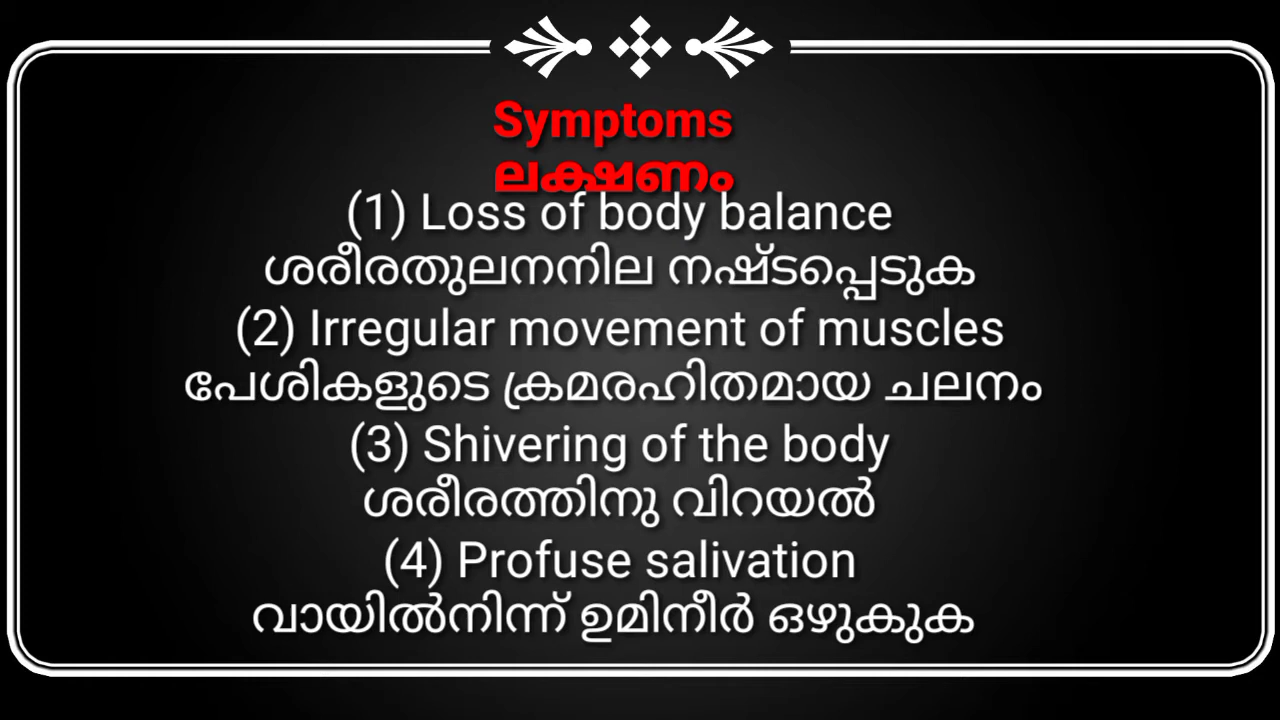 Symptoms
ലക്ഷണം
(1) Loss of body balance
ശരീരതുലനനില നഷ്ടപ്പെടുക
(2) Irregular movement of muscles
പേശികളുടെ ക്രമരഹിതമായ ചലനം
(3) Shivering of the body
ശരീരത്തിനു വിറയൽ
(4) Profuse salivation
വായിൽനിന്ന് ഉമിനീർ ഒഴുകുക